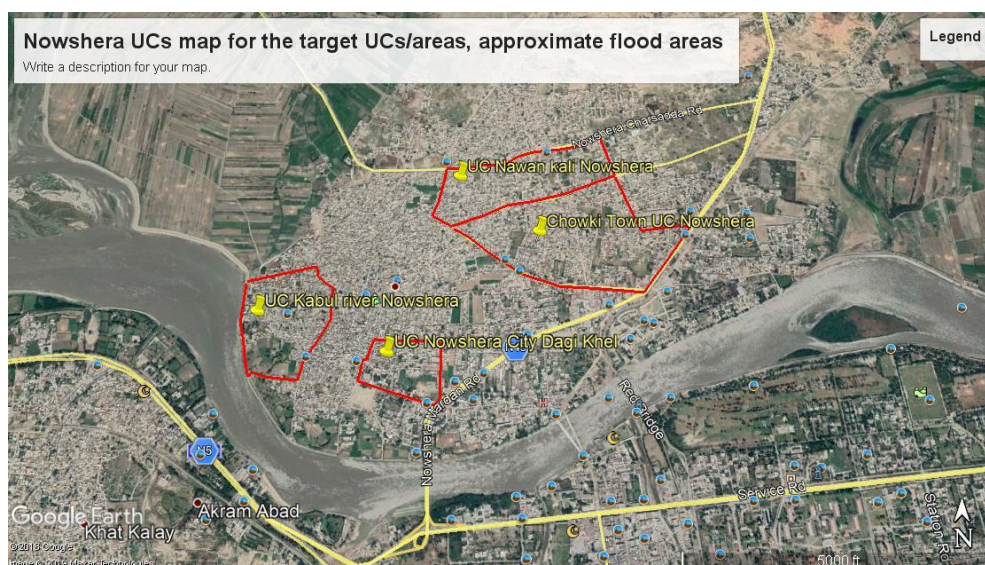 Nowshera UCs map for the target UCs/areas, approximate flood areas
Write a description for your map.
Legend
Nowshera Charsadda Rd
UC Nawan kali Nowshera
Chowki Town UC Nowshera
UC Kabul river Nowshera
UC Nowshera City Dagi Khel
Nowshera Mardan Rd
Red Bridge
N5
Service Rd
Station Rd
Akram Abad
Google Earth
Khat Kalay
N
© 2018 Google
5000 ft